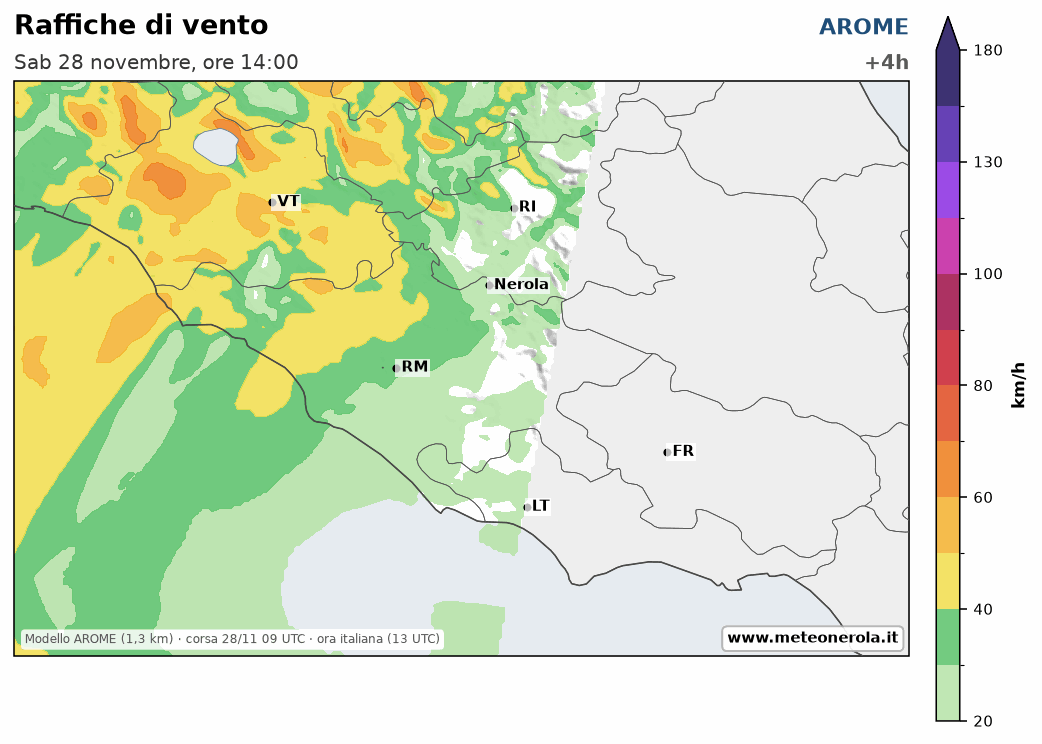 Raffiche di vento
AROME
Sab 28 novembre, ore 14:00
+4h
180
130
100
80
60
40
20
km/h
VT
RI
Nerola
RM
FR
LT
Modello AROME (1,3 km) · corsa 28/11 09 UTC · ora italiana (13 UTC)
www.meteonerola.it